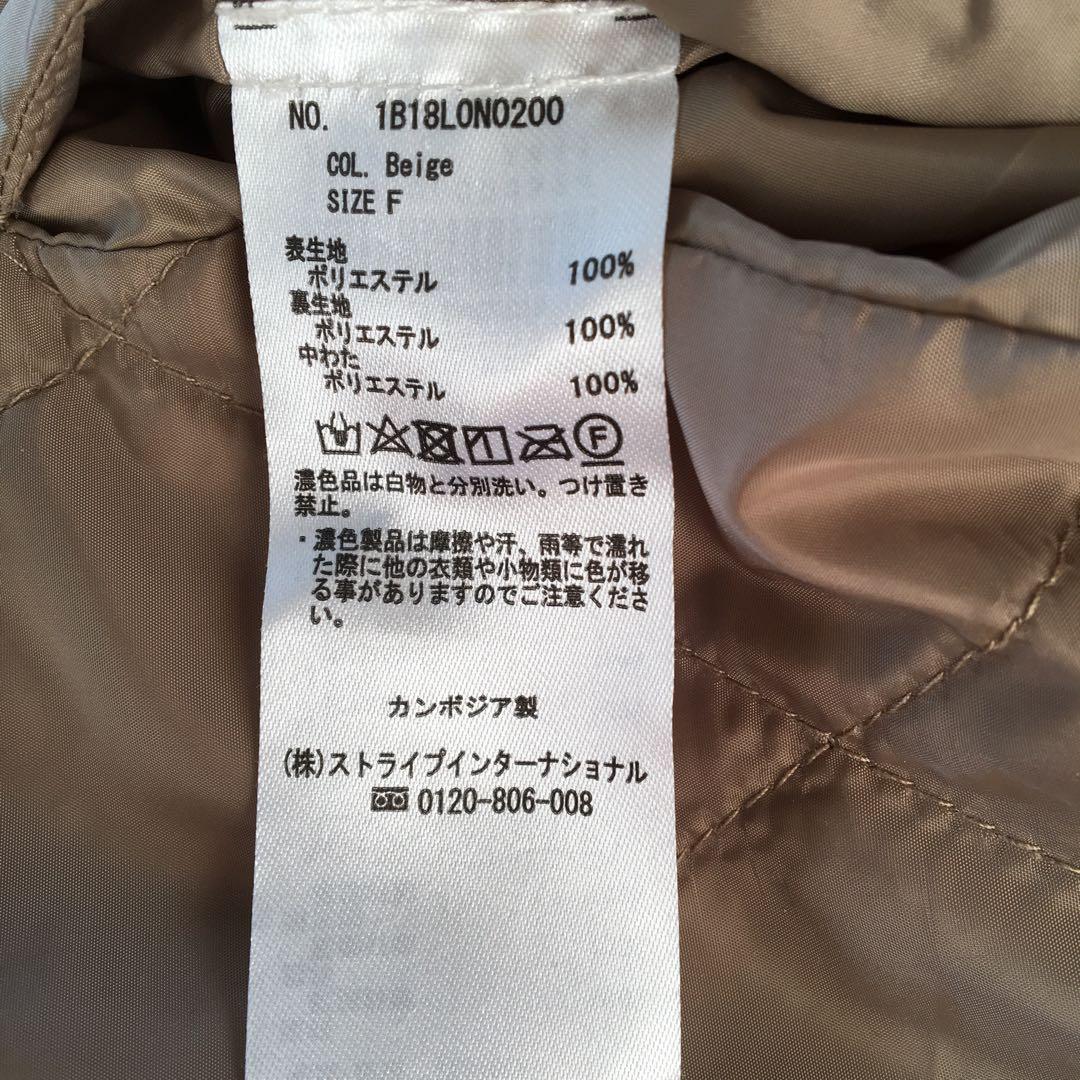 NO. 1B18L0N0200
COL. Beige
SIZE F
表生地
ポリエステル 100%
裏生地
ポリエステル 100%
中わた
ポリエステル 100%
F
濃色品は白物と分別洗い。つけ置き
禁止。
・濃色製品は摩擦や汗、雨等で濡れ
た際に他の衣類や小物類に色が移
る事がありますのでご注意くださ
い。
カンボジア製
(株)ストライプインターナショナル
0120-806-008